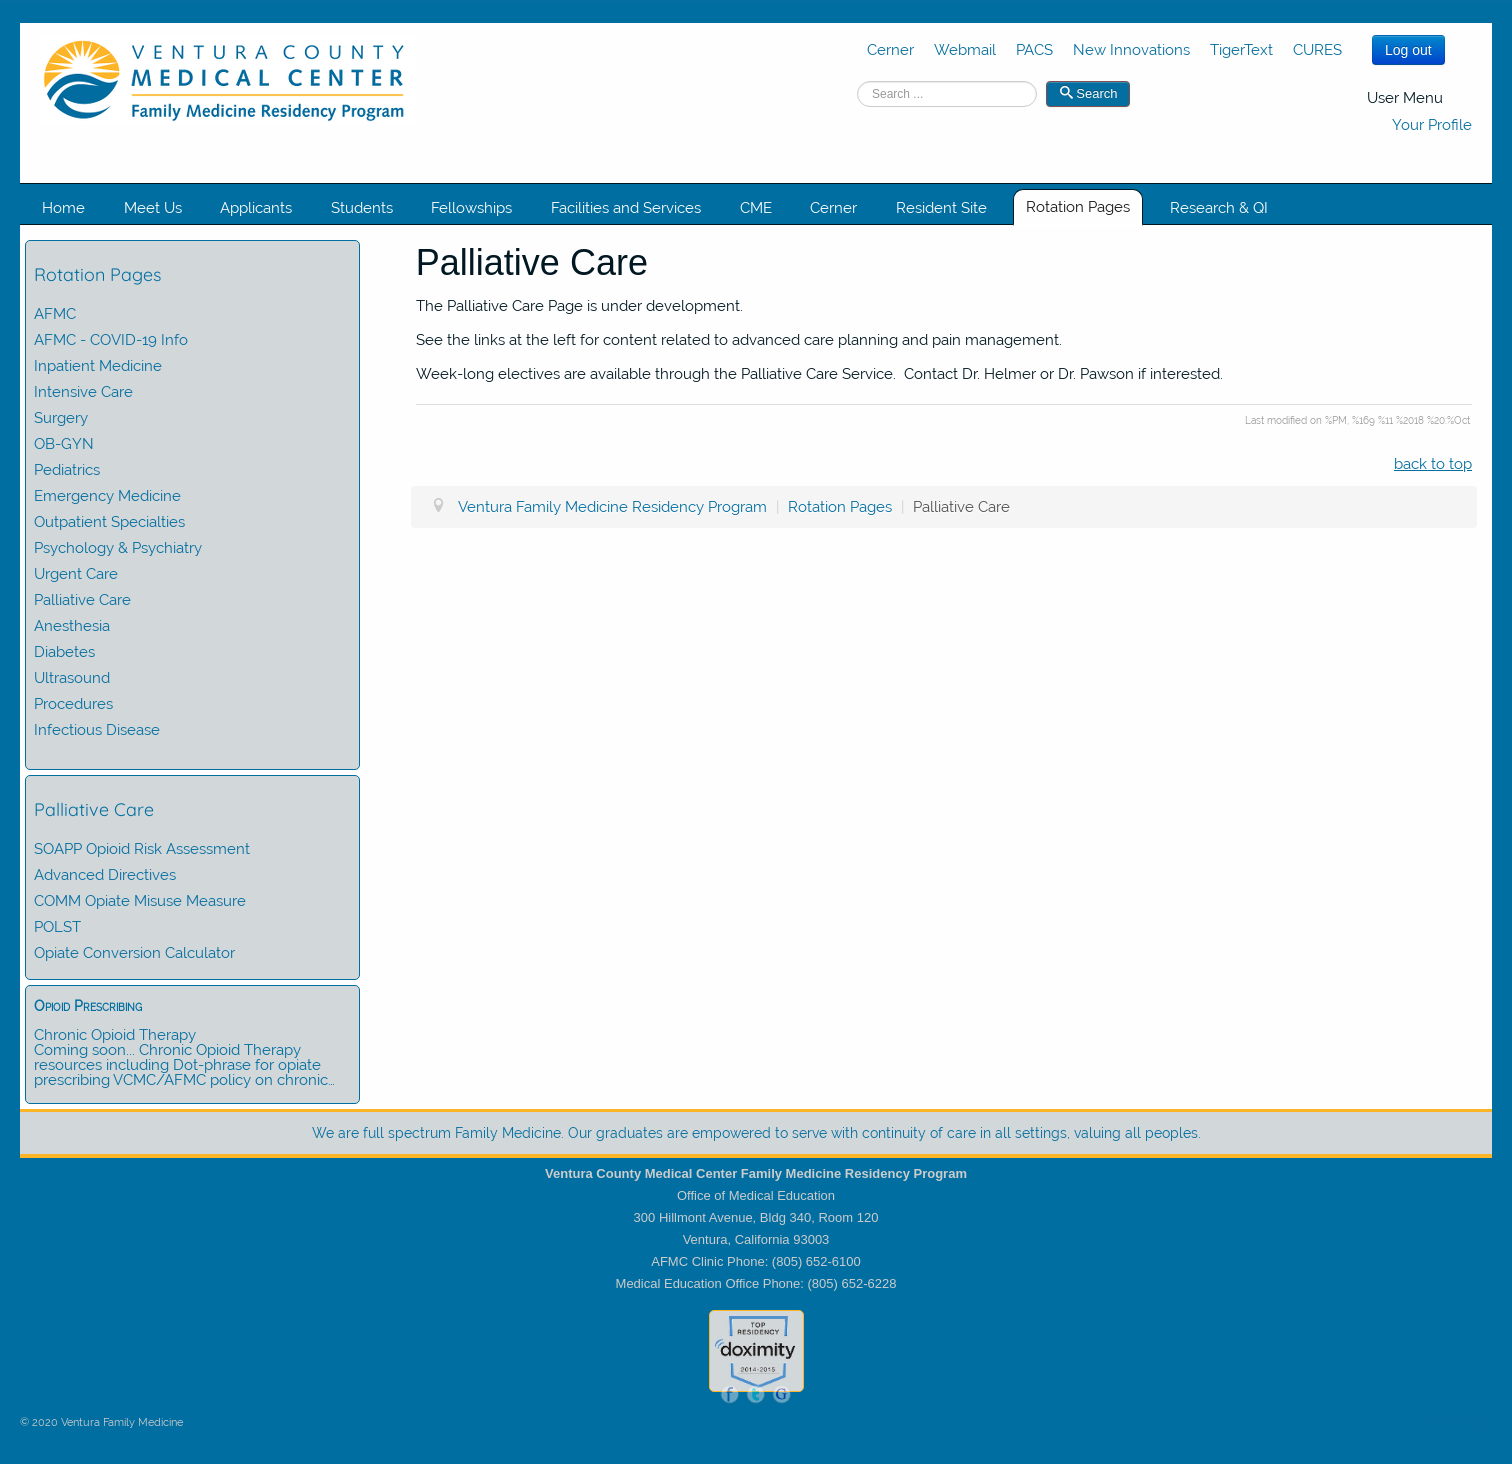 VENTURA COUNTY
MEDICAL CENTER
Family Medicine Residency Program
Cerner Webmail PACS New Innovations TigerText CURES Log out
Search ... Search
User Menu
Your Profile
Home Meet Us Applicants Students Fellowships Facilities and Services CME Cerner Resident Site Rotation Pages Research & QI
Rotation Pages
AFMC
AFMC - COVID-19 Info
Inpatient Medicine
Intensive Care
Surgery
OB-GYN
Pediatrics
Emergency Medicine
Outpatient Specialties
Psychology & Psychiatry
Urgent Care
Palliative Care
Anesthesia
Diabetes
Ultrasound
Procedures
Infectious Disease
Palliative Care
SOAPP Opioid Risk Assessment
Advanced Directives
COMM Opiate Misuse Measure
POLST
Opiate Conversion Calculator
Opioid Prescribing
Chronic Opioid Therapy
Coming soon... Chronic Opioid Therapy
resources including Dot-phrase for opiate
prescribing VCMC/AFMC policy on chronic...
Palliative Care
The Palliative Care Page is under development.
See the links at the left for content related to advanced care planning and pain management.
Week-long electives are available through the Palliative Care Service.  Contact Dr. Helmer or Dr. Pawson if interested.
Last modified on %PM, %169 %11 %2018 %20:%Oct
back to top
Ventura Family Medicine Residency Program | Rotation Pages | Palliative Care
We are full spectrum Family Medicine. Our graduates are empowered to serve with continuity of care in all settings, valuing all peoples.
Ventura County Medical Center Family Medicine Residency Program
Office of Medical Education
300 Hillmont Avenue, Bldg 340, Room 120
Ventura, California 93003
AFMC Clinic Phone: (805) 652-6100
Medical Education Office Phone: (805) 652-6228
TOP
RESIDENCY
doximity
2014-2015
f t G
© 2020 Ventura Family Medicine